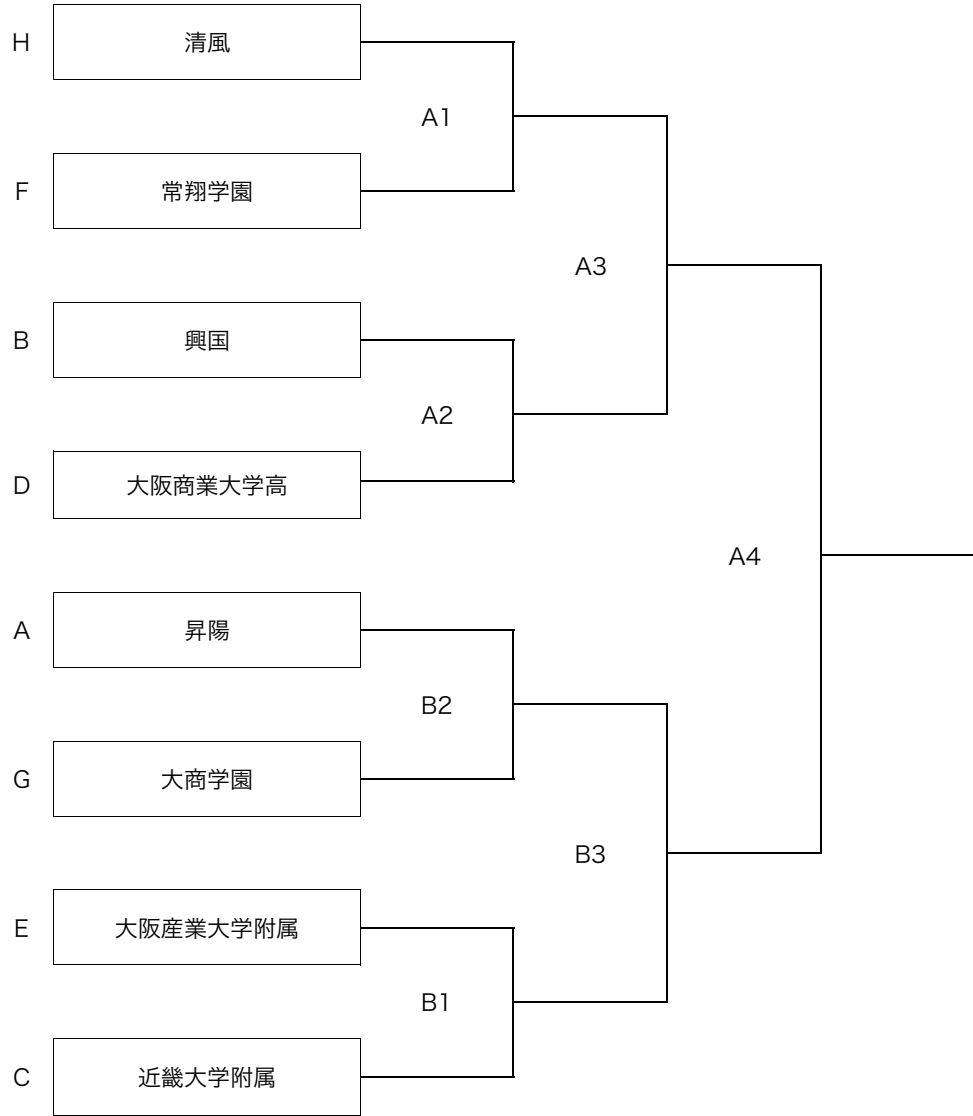 H 清風
A1
F 常翔学園
A3
B 興国
A2
D 大阪商業大学高
A4
A 昇陽
B2
G 大商学園
B3
E 大阪産業大学附属
B1
C 近畿大学附属